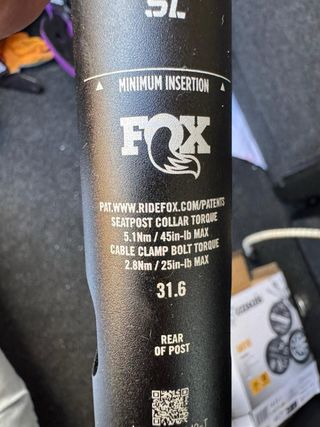 SL
MINIMUM INSERTION
FOX
PAT.WWW.RIDEFOX.COM/PATENTS
SEATPOST COLLAR TORQUE
5.1Nm / 45in-lb MAX
CABLE CLAMP BOLT TORQUE
2.8Nm / 25in-lb MAX
31.6
REAR
OF POST